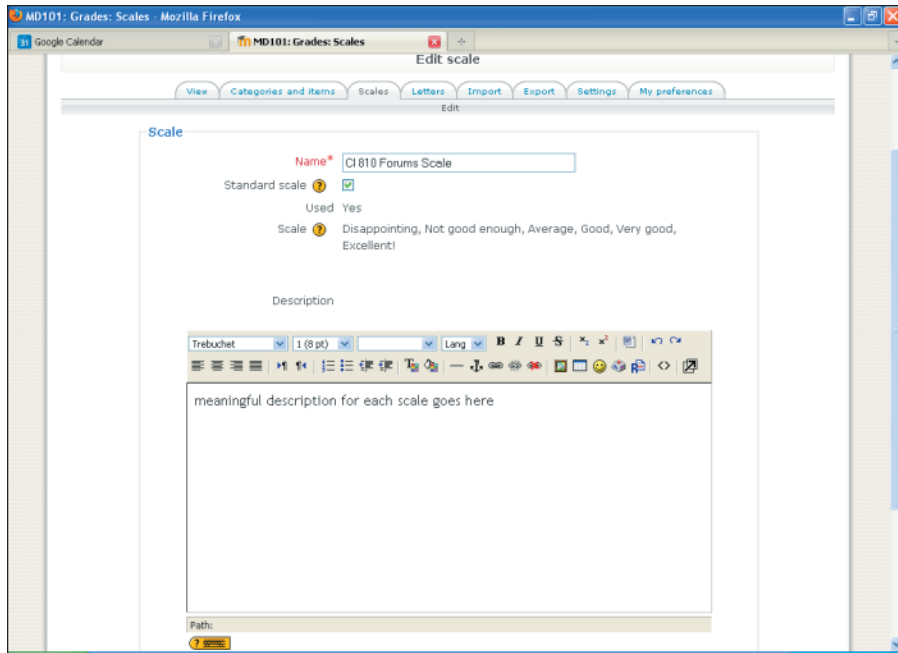 MD101: Grades: Scales - Mozilla Firefox
31 Google Calendar MD101: Grades: Scales
Edit scale
View Categories and items Scales Letters Import Export Settings My preferences
Edit
Scale
Name* CI 810 Forums Scale
Standard scale ?
Used Yes
Scale ? Disappointing, Not good enough, Average, Good, Very good,
Excellent!
Description
Trebuchet 1 (8 pt) Lang B I U S x₂ x²
meaningful description for each scale goes here
Path:
?